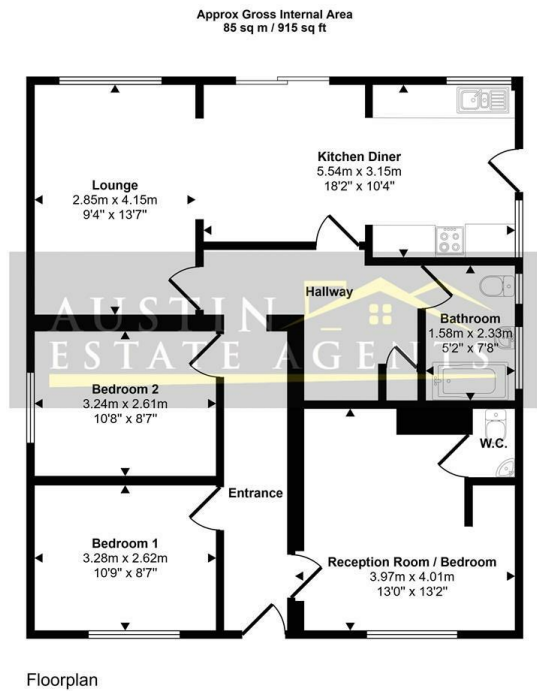 Approx Gross Internal Area
85 sq m / 915 sq ft
Kitchen Diner
5.54m x 3.15m
18'2" x 10'4"
Lounge
2.85m x 4.15m
9'4" x 13'7"
Hallway
Bathroom
1.58m x 2.33m
5'2" x 7'8"
AUSTIN
ESTATE AGENTS
Bedroom 2
3.24m x 2.61m
10'8" x 8'7"
W.C.
Entrance
Bedroom 1
3.28m x 2.62m
10'9" x 8'7"
Reception Room / Bedroom
3.97m x 4.01m
13'0" x 13'2"
Floorplan